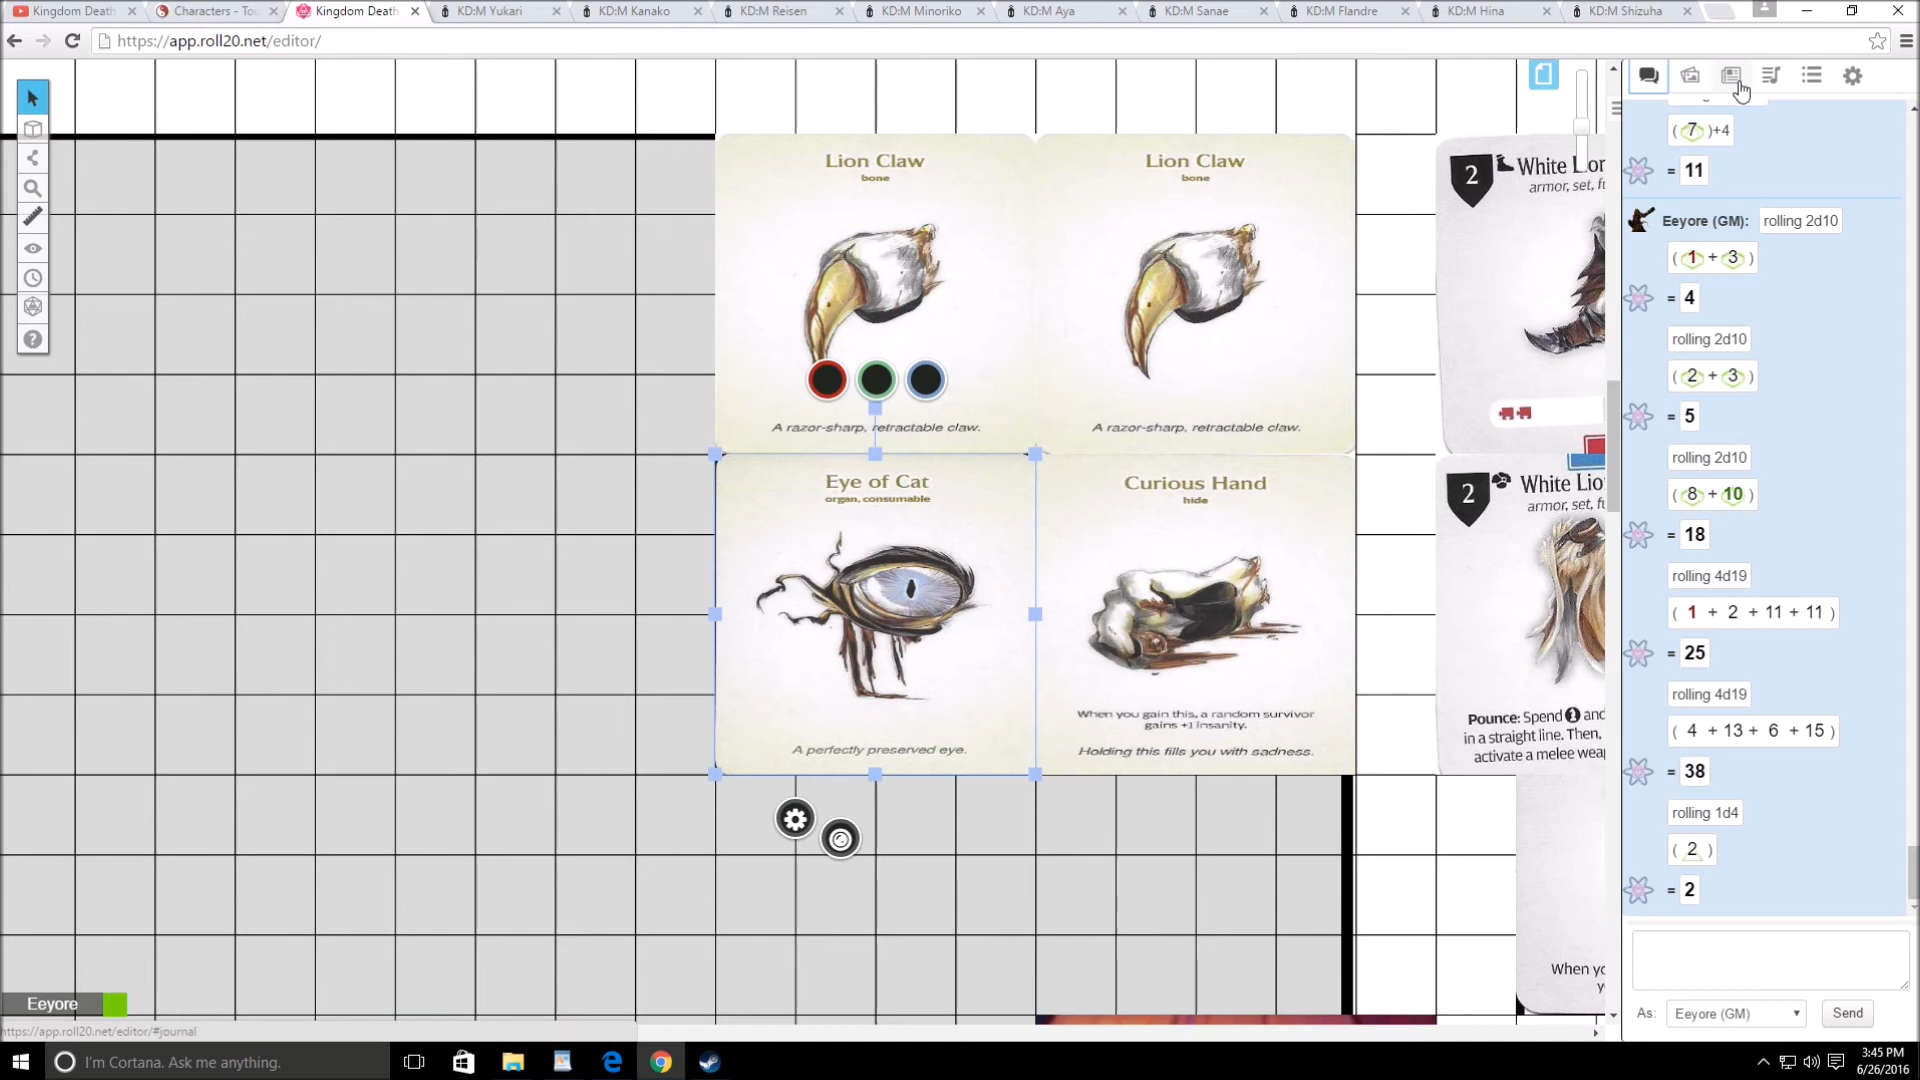 Kingdom Death
Characters - Tou
Kingdom Death
KD:M Yukari
KD:M Kanako
KD:M Reisen
KD:M Minoriko
KD:M Aya
KD:M Sanae
KD:M Flandre
KD:M Hina
KD:M Shizuha
https://app.roll20.net/editor/
Lion Claw
bone
A razor-sharp, retractable claw.
Lion Claw
bone
A razor-sharp, retractable claw.
Eye of Cat
organ, consumable
A perfectly preserved eye.
Curious Hand
hide
When you gain this, a random survivor
gains +1 insanity.
Holding this fills you with sadness.
2
White Lion
armor, set, fu
2
White Lio
armor, set, fu
Pounce: Spend and
in a straight line. Then,
activate a melee weap
When yo
y
(7)+4
= 11
Eeyore (GM): rolling 2d10
(1 + 3)
= 4
rolling 2d10
(2 + 3)
= 5
rolling 2d10
(8 + 10)
= 18
rolling 4d19
(1 + 2 + 11 + 11)
= 25
rolling 4d19
(4 + 13 + 6 + 15)
= 38
rolling 1d4
(2)
= 2
As: Eeyore (GM) Send
Eeyore
https://app.roll20.net/editor/#journal
I'm Cortana. Ask me anything.
3:45 PM
6/26/2016